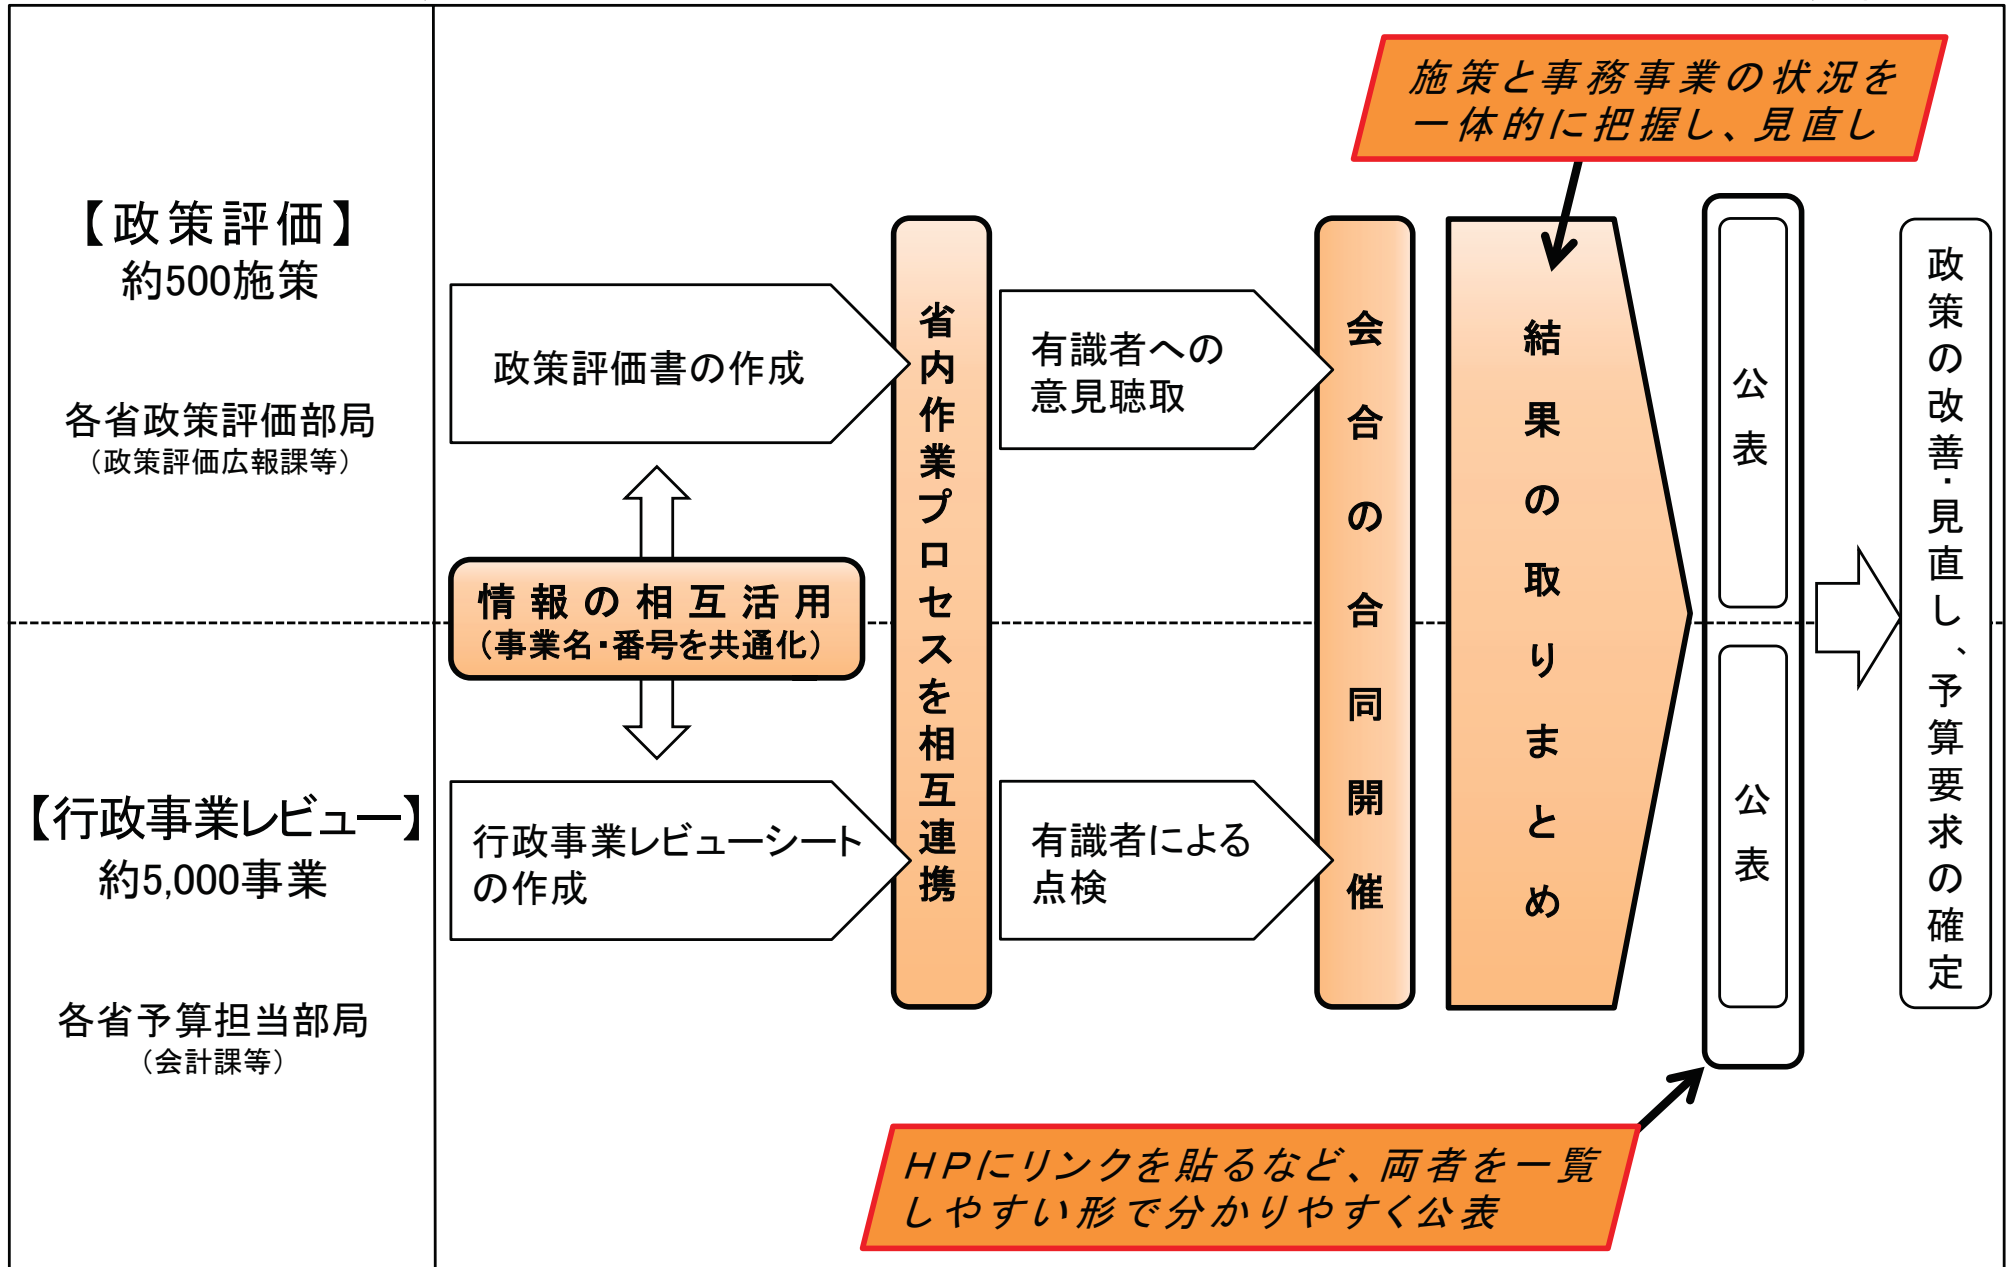 施策と事務事業の状況を
一体的に把握し、見直し
【政策評価】
約500施策
各省政策評価部局
（政策評価広報課等）
政策評価書の作成
情報の相互活用
（事業名・番号を共通化）
【行政事業レビュー】
約5,000事業
各省予算担当部局
（会計課等）
行政事業レビューシート
の作成
省内作業プロセスを相互連携
有識者への
意見聴取
有識者による
点検
会合の合同開催
結果の取りまとめ
公表
公表
政策の改善・見直し、予算要求の確定
HPにリンクを貼るなど、両者を一覧
しやすい形で分かりやすく公表